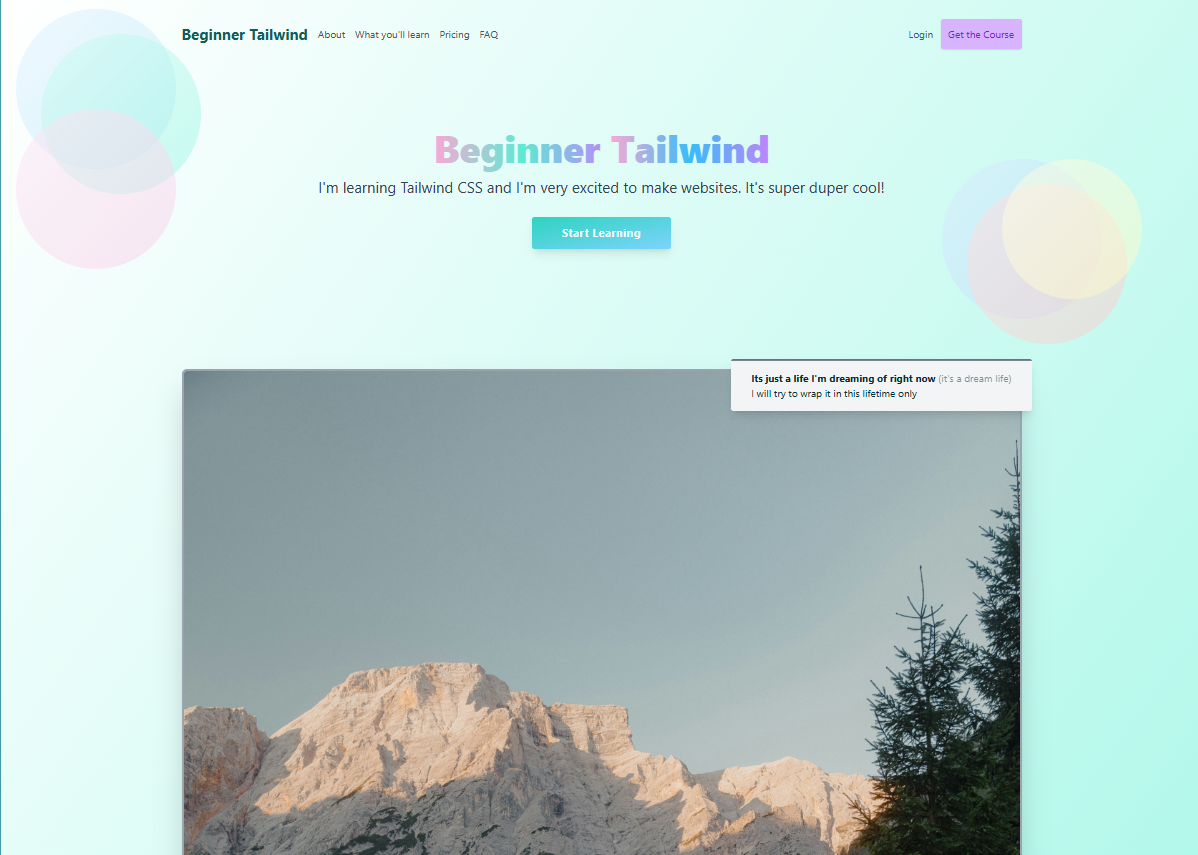 Beginner Tailwind About What you'll learn Pricing FAQ Login Get the Course
Beginner Tailwind
I'm learning Tailwind CSS and I'm very excited to make websites. It's super duper cool!
Start Learning
Its just a life I'm dreaming of right now (it's a dream life)
I will try to wrap it in this lifetime only